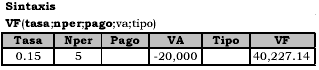 Sintaxis
VF(tasa;nper;pago;va;tipo)
Tasa Nper Pago VA Tipo VF
0.15 5 -20,000 40,227.14